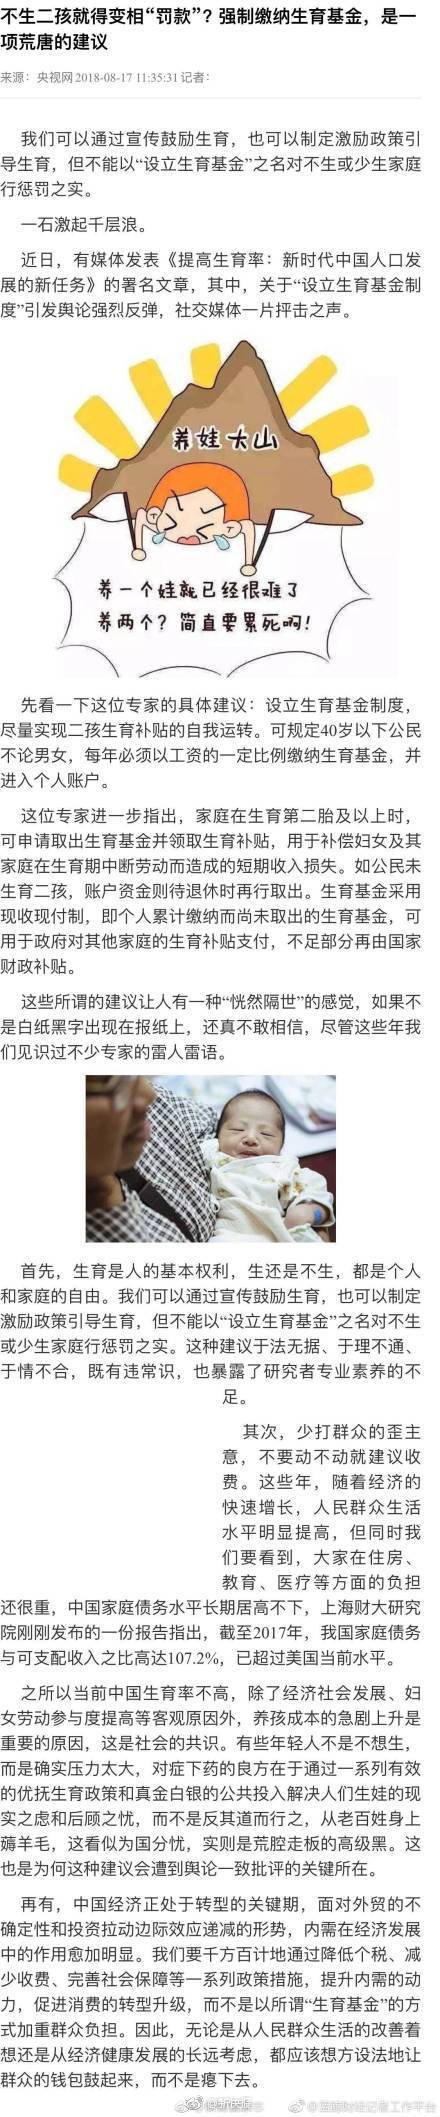 不生二孩就得变相“罚款”？强制缴纳生育基金，是一
项荒唐的建议
来源：央视网 2018-08-17 11:35:31 记者：
我们可以通过宣传鼓励生育，也可以制定激励政策引
导生育，但不能以“设立生育基金”之名对不生或少生家庭
行惩罚之实。
一石激起千层浪。
近日，有媒体发表《提高生育率：新时代中国人口发
展的新任务》的署名文章，其中，关于“设立生育基金制
度”引发舆论强烈反弹，社交媒体一片抨击之声。
养娃大山
养一个娃就已经很难了
养两个？简直要累死啊！
先看一下这位专家的具体建议：设立生育基金制度，
尽量实现二孩生育补贴的自我运转。可规定40岁以下公民
不论男女，每年必须以工资的一定比例缴纳生育基金，并
进入个人账户。
这位专家进一步指出，家庭在生育第二胎及以上时，
可申请取出生育基金并领取生育补贴，用于补偿妇女及其
家庭在生育期中断劳动而造成的短期收入损失。如公民未
生育二孩，账户资金则待退休时再行取出。生育基金采用
现收现付制，即个人累计缴纳而尚未取出的生育基金，可
用于政府对其他家庭的生育补贴支付，不足部分再由国家
财政补贴。
这些所谓的建议让人有一种“恍然隔世”的感觉，如果不
是白纸黑字出现在报纸上，还真不敢相信，尽管这些年我
们见识过不少专家的雷人雷语。
首先，生育是人的基本权利，生还是不生，都是个人
和家庭的自由。我们可以通过宣传鼓励生育，也可以制定
激励政策引导生育，但不能以“设立生育基金”之名对不生
或少生家庭行惩罚之实。这种建议于法无据、于理不通、
于情不合，既有违常识，也暴露了研究者专业素养的不
足。
其次，少打群众的歪主
意，不要动不动就建议收
费。这些年，随着经济的
快速增长，人民群众生活
水平明显提高，但同时我
们要看到，大家在住房、
教育、医疗等方面的负担
还很重，中国家庭债务水平长期居高不下，上海财大研究
院刚刚发布的一份报告指出，截至2017年，我国家庭债务
与可支配收入之比高达107.2%，已超过美国当前水平。
之所以当前中国生育率不高，除了经济社会发展、妇
女劳动参与度提高等客观原因外，养孩成本的急剧上升是
重要的原因，这是社会的共识。有些年轻人不是不想生，
而是确实压力太大，对症下药的良方在于通过一系列有效
的优抚生育政策和真金白银的公共投入解决人们生娃的现
实之虑和后顾之忧，而不是反其道而行之，从老百姓身上
薅羊毛，这看似为国分忧，实则是荒腔走板的高级黑。这
也是为何这种建议会遭到舆论一致批评的关键所在。
再有，中国经济正处于转型的关键期，面对外贸的不
确定性和投资拉动边际效应递减的形势，内需在经济发展
中的作用愈加明显。我们要千方百计地通过降低个税、减
少收费、完善社会保障等一系列政策措施，提升内需的动
力，促进消费的转型升级，而不是以所谓“生育基金”的方
式加重群众负担。因此，无论是从人民群众生活的改善着
想还是从经济健康发展的长远考虑，都应该想方设法地让
群众的钱包鼓起来，而不是瘪下去。
@蓝鲸财经记者工作平台